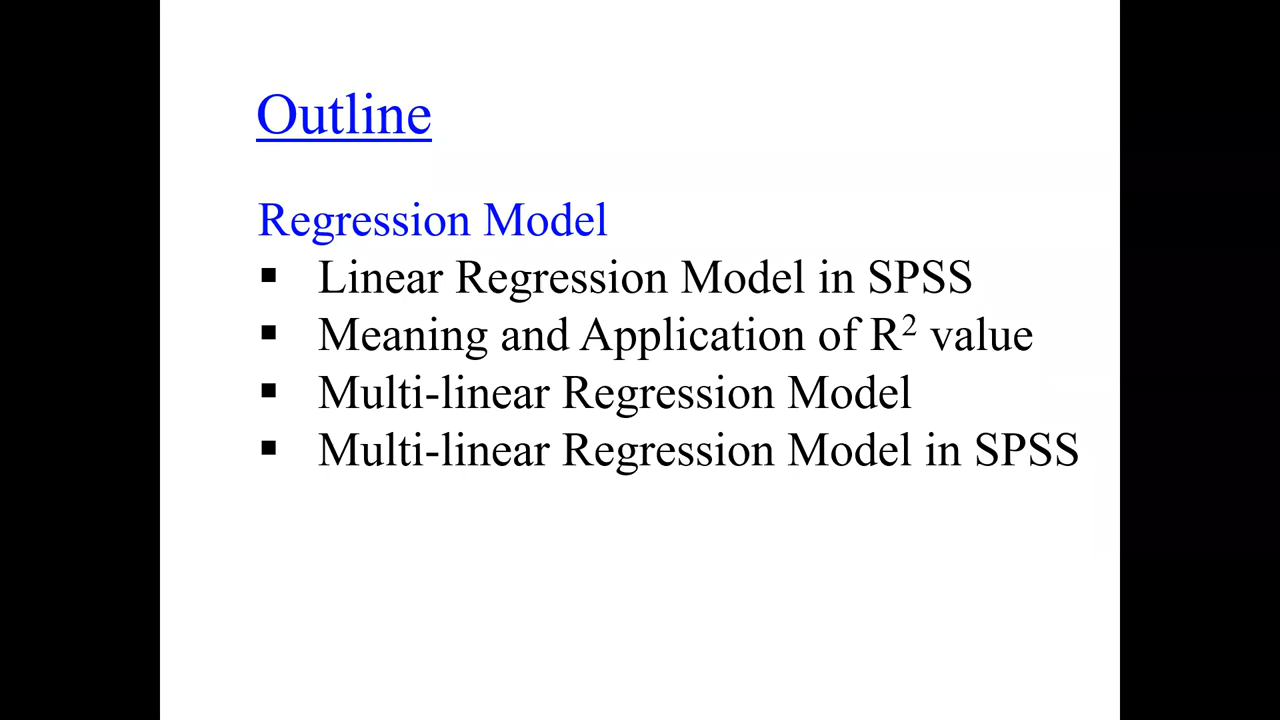 Outline
Regression Model
▪ Linear Regression Model in SPSS
▪ Meaning and Application of R² value
▪ Multi-linear Regression Model
▪ Multi-linear Regression Model in SPSS